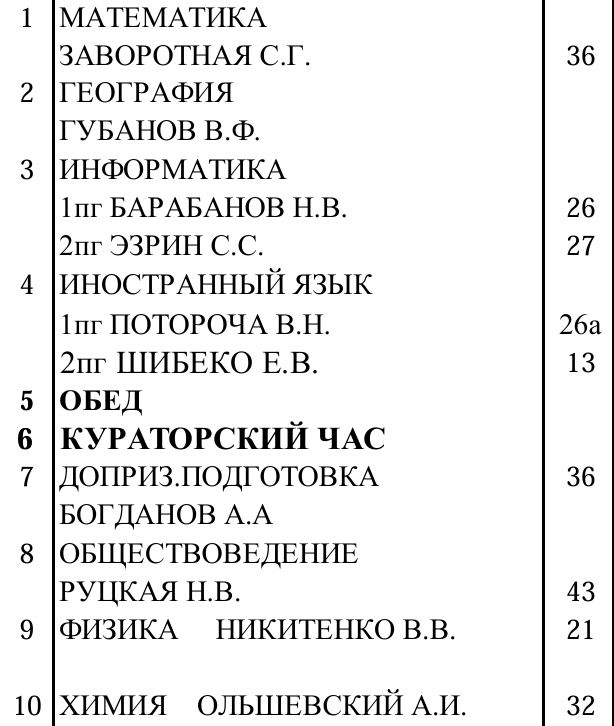 1 МАТЕМАТИКА
ЗАВОРОТНАЯ С.Г. 36
2 ГЕОГРАФИЯ
ГУБАНОВ В.Ф.
3 ИНФОРМАТИКА
1пг БАРАБАНОВ Н.В. 26
2пг ЭЗРИН С.С. 27
4 ИНОСТРАННЫЙ ЯЗЫК
1пг ПОТОРОЧА В.Н. 26а
2пг ШИБЕКО Е.В. 13
5 ОБЕД
6 КУРАТОРСКИЙ ЧАС
7 ДОПРИЗ.ПОДГОТОВКА 36
БОГДАНОВ А.А
8 ОБЩЕСТВОВЕДЕНИЕ
РУЦКАЯ Н.В. 43
9 ФИЗИКА НИКИТЕНКО В.В. 21
10 ХИМИЯ ОЛЬШЕВСКИЙ А.И. 32